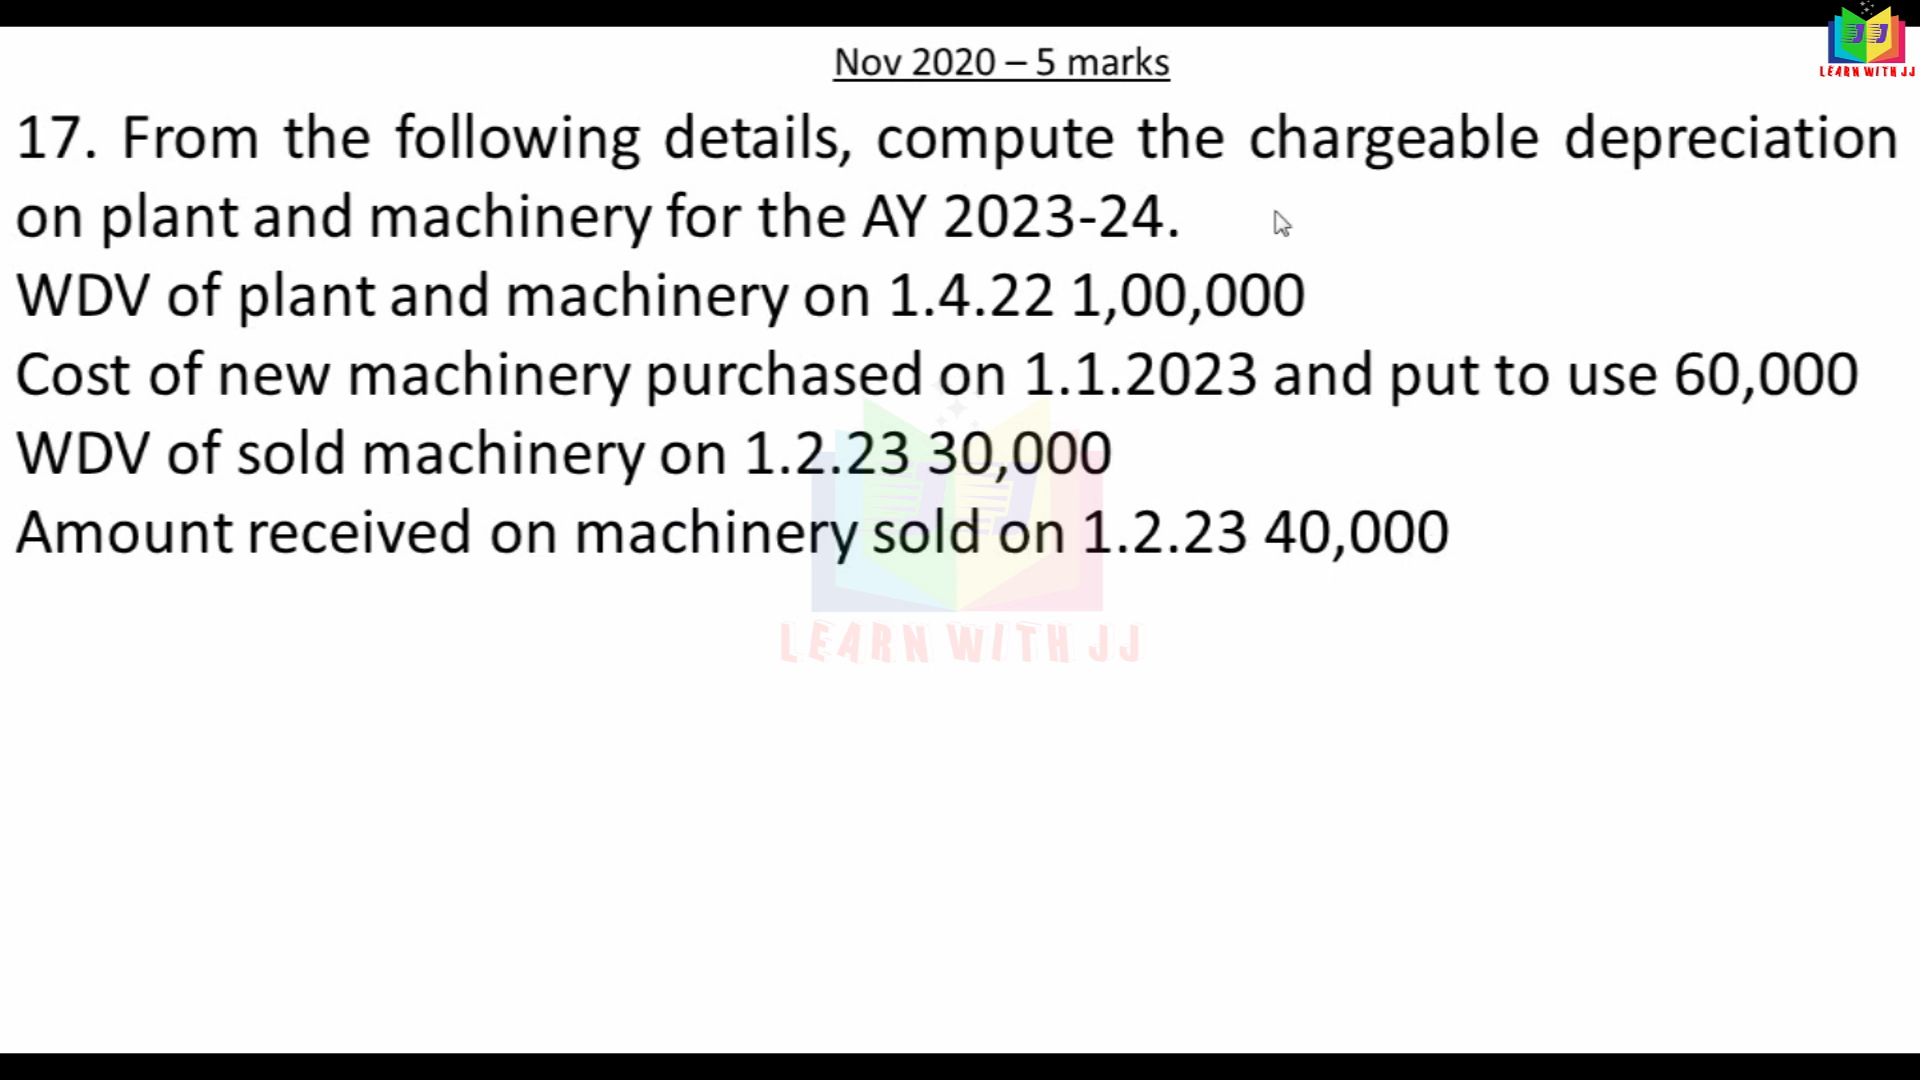 LEARN WITH JJ
Nov 2020 – 5 marks
17. From the following details, compute the chargeable depreciation
on plant and machinery for the AY 2023-24.
WDV of plant and machinery on 1.4.22 1,00,000
Cost of new machinery purchased on 1.1.2023 and put to use 60,000
WDV of sold machinery on 1.2.23 30,000
Amount received on machinery sold on 1.2.23 40,000
LEARN WITH JJ